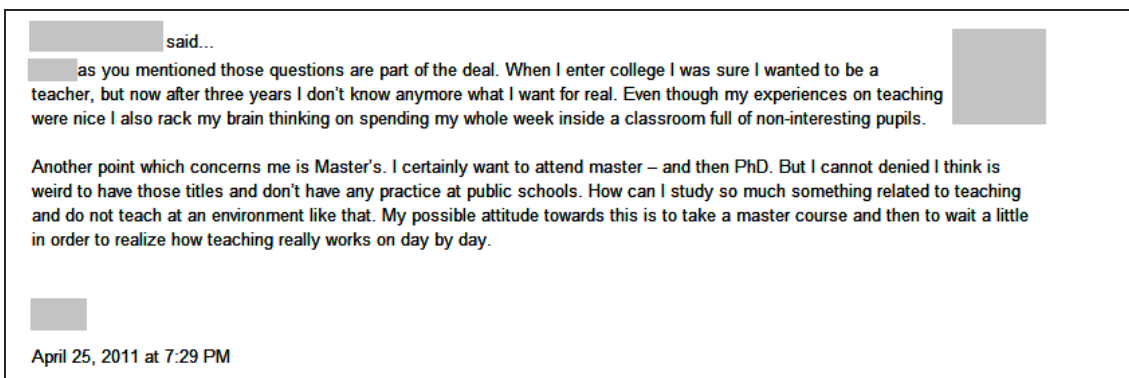 said...
as you mentioned those questions are part of the deal. When I enter college I was sure I wanted to be a
teacher, but now after three years I don't know anymore what I want for real. Even though my experiences on teaching
were nice I also rack my brain thinking on spending my whole week inside a classroom full of non-interesting pupils.
Another point which concerns me is Master's. I certainly want to attend master – and then PhD. But I cannot denied I think is
weird to have those titles and don't have any practice at public schools. How can I study so much something related to teaching
and do not teach at an environment like that. My possible attitude towards this is to take a master course and then to wait a little
in order to realize how teaching really works on day by day.
April 25, 2011 at 7:29 PM